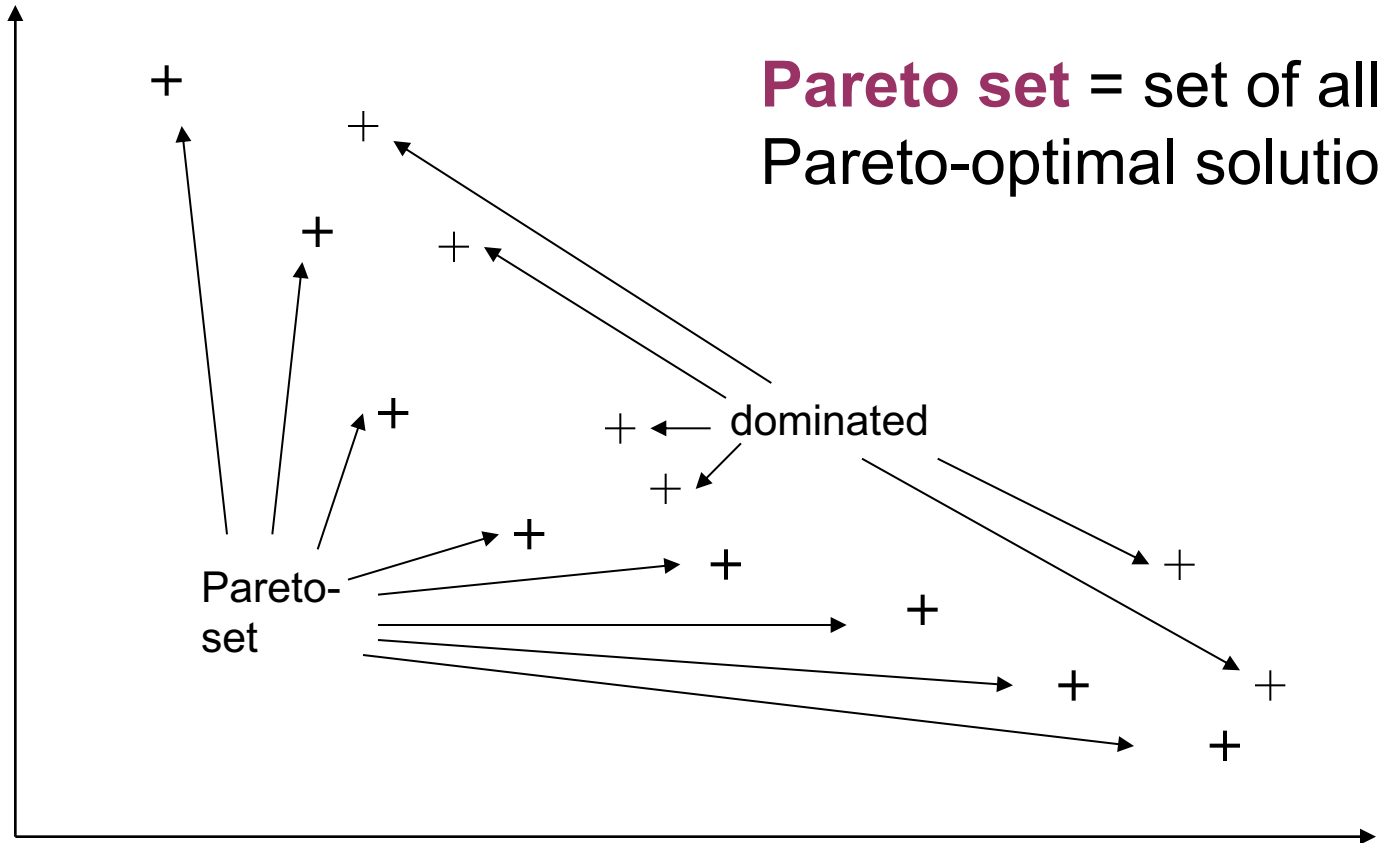 Pareto set = set of all
Pareto-optimal solutio
dominated
Pareto-
set